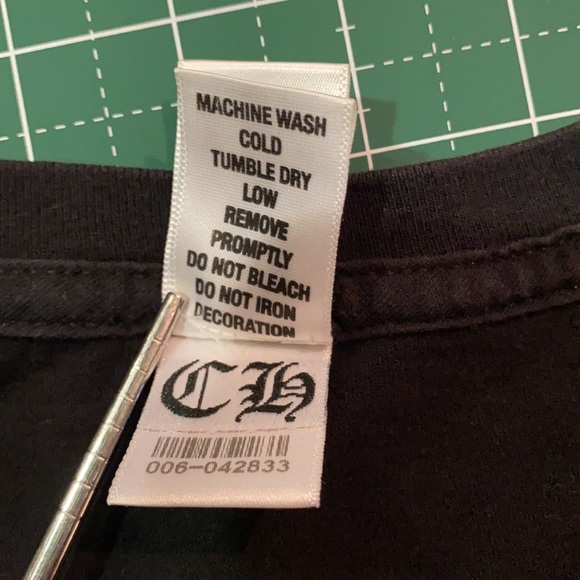 MACHINE WASH
COLD
TUMBLE DRY
LOW
REMOVE
PROMPTLY
DO NOT BLEACH
DO NOT IRON
DECORATION
CH
006-042833